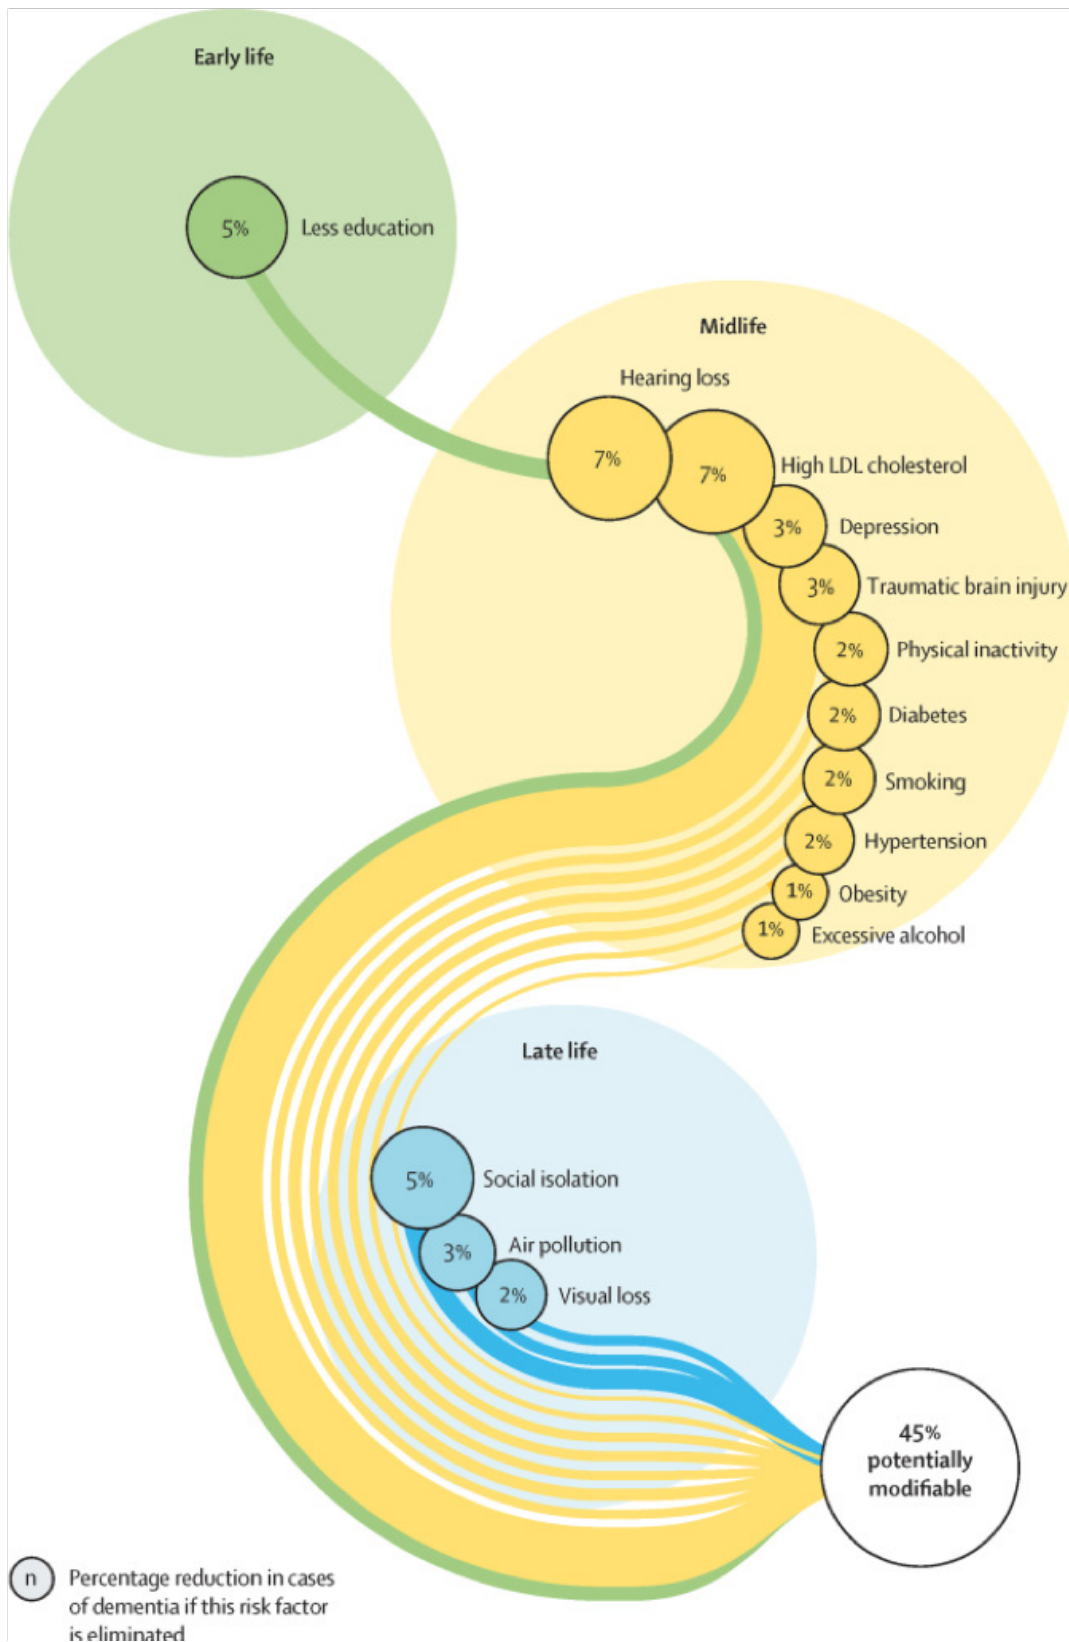 Early life
5%
Less education
Midlife
Hearing loss
7%
7%
High LDL cholesterol
3%
Depression
3%
Traumatic brain injury
2%
Physical inactivity
2%
Diabetes
2%
Smoking
2%
Hypertension
1%
Obesity
1%
Excessive alcohol
Late life
5%
Social isolation
3%
Air pollution
2%
Visual loss
45%
potentially
modifiable
n
Percentage reduction in cases
of dementia if this risk factor
is eliminated